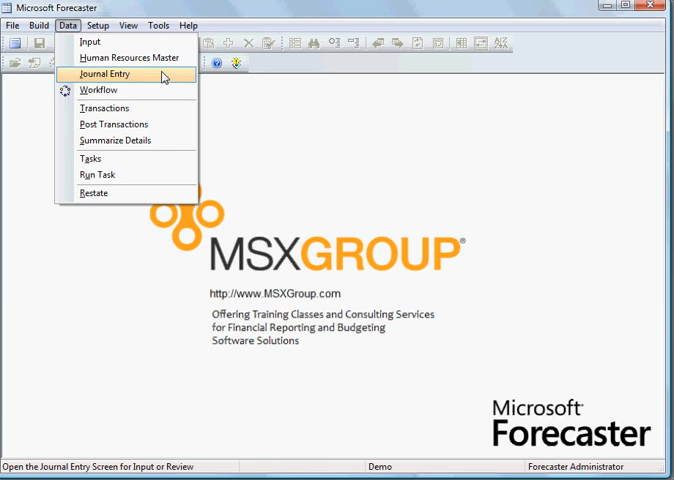 Microsoft Forecaster
File Build Data Setup View Tools Help
Input
Human Resources Master
Journal Entry
Workflow
Transactions
Post Transactions
Summarize Details
Tasks
Run Task
Restate
MSXGROUP®
http://www.MSXGroup.com
Offering Training Classes and Consulting Services
for Financial Reporting and Budgeting
Software Solutions
Microsoft®
Forecaster
Open the Journal Entry Screen for Input or Review Demo Forecaster Administrator